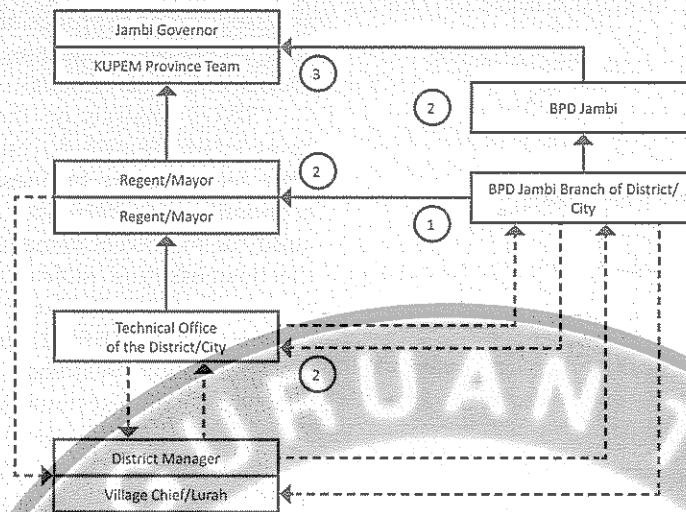 Jambi Governor
KUPEM Province Team
3
2
BPD Jambi
Regent/Mayor
Regent/Mayor
2
1
BPD Jambi Branch of District/
City
Technical Office
of the District/City
2
District Manager
Village Chief/Lurah
URUAN